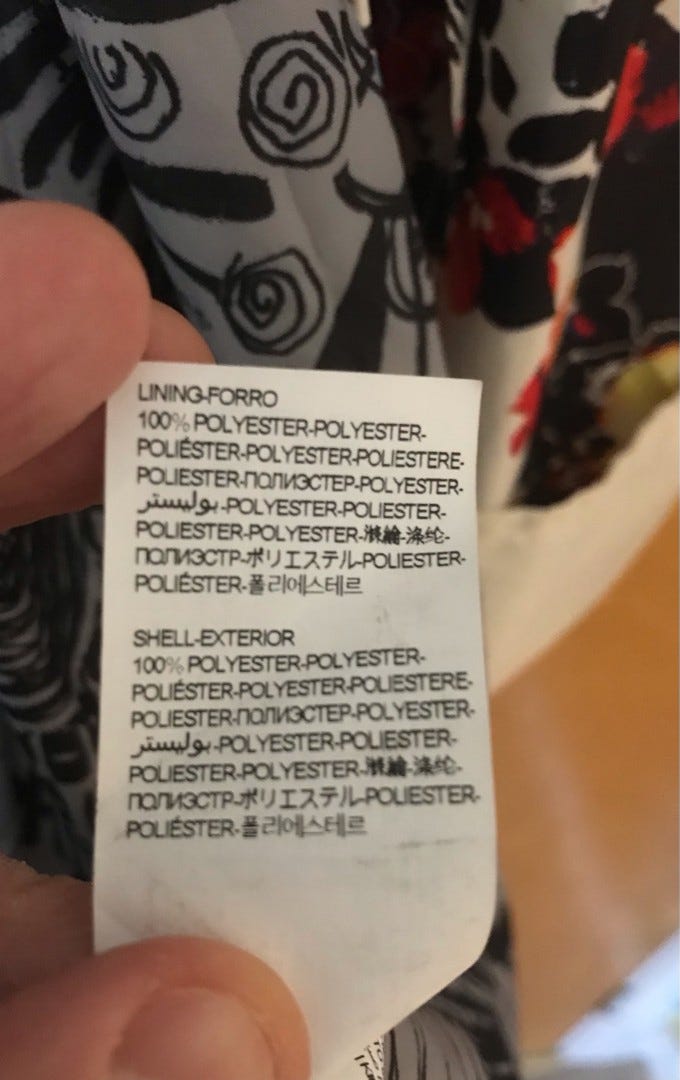 LINING-FORRO
100% POLYESTER-POLYESTER-
POLIÉSTER-POLYESTER-POLIESTERE-
POLIESTER-ПОЛИЭСТЕР-POLYESTER-
بوليستر-POLYESTER-POLIESTER-
POLIESTER-POLYESTER-滌綸-涤纶-
ПОЛИЭСТР-ポリエステル-POLIESTER-
POLIÉSTER-폴리에스테르
SHELL-EXTERIOR
100% POLYESTER-POLYESTER-
POLIÉSTER-POLYESTER-POLIESTERE-
POLIESTER-ПОЛИЭСТЕР-POLYESTER-
بوليستر-POLYESTER-POLIESTER-
POLIESTER-POLYESTER-滌綸-涤纶-
ПОЛИЭСТР-ポリエステル-POLIESTER-
POLIÉSTER-폴리에스테르